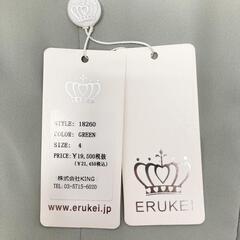 STYLE: 18260
COLOR: GREEN
SIZE: 4
PRICE: ¥19,500税抜
(¥21,450税込)
株式会社KING
TEL: 03-5715-6020
www.erukei.jp
ERUKEI